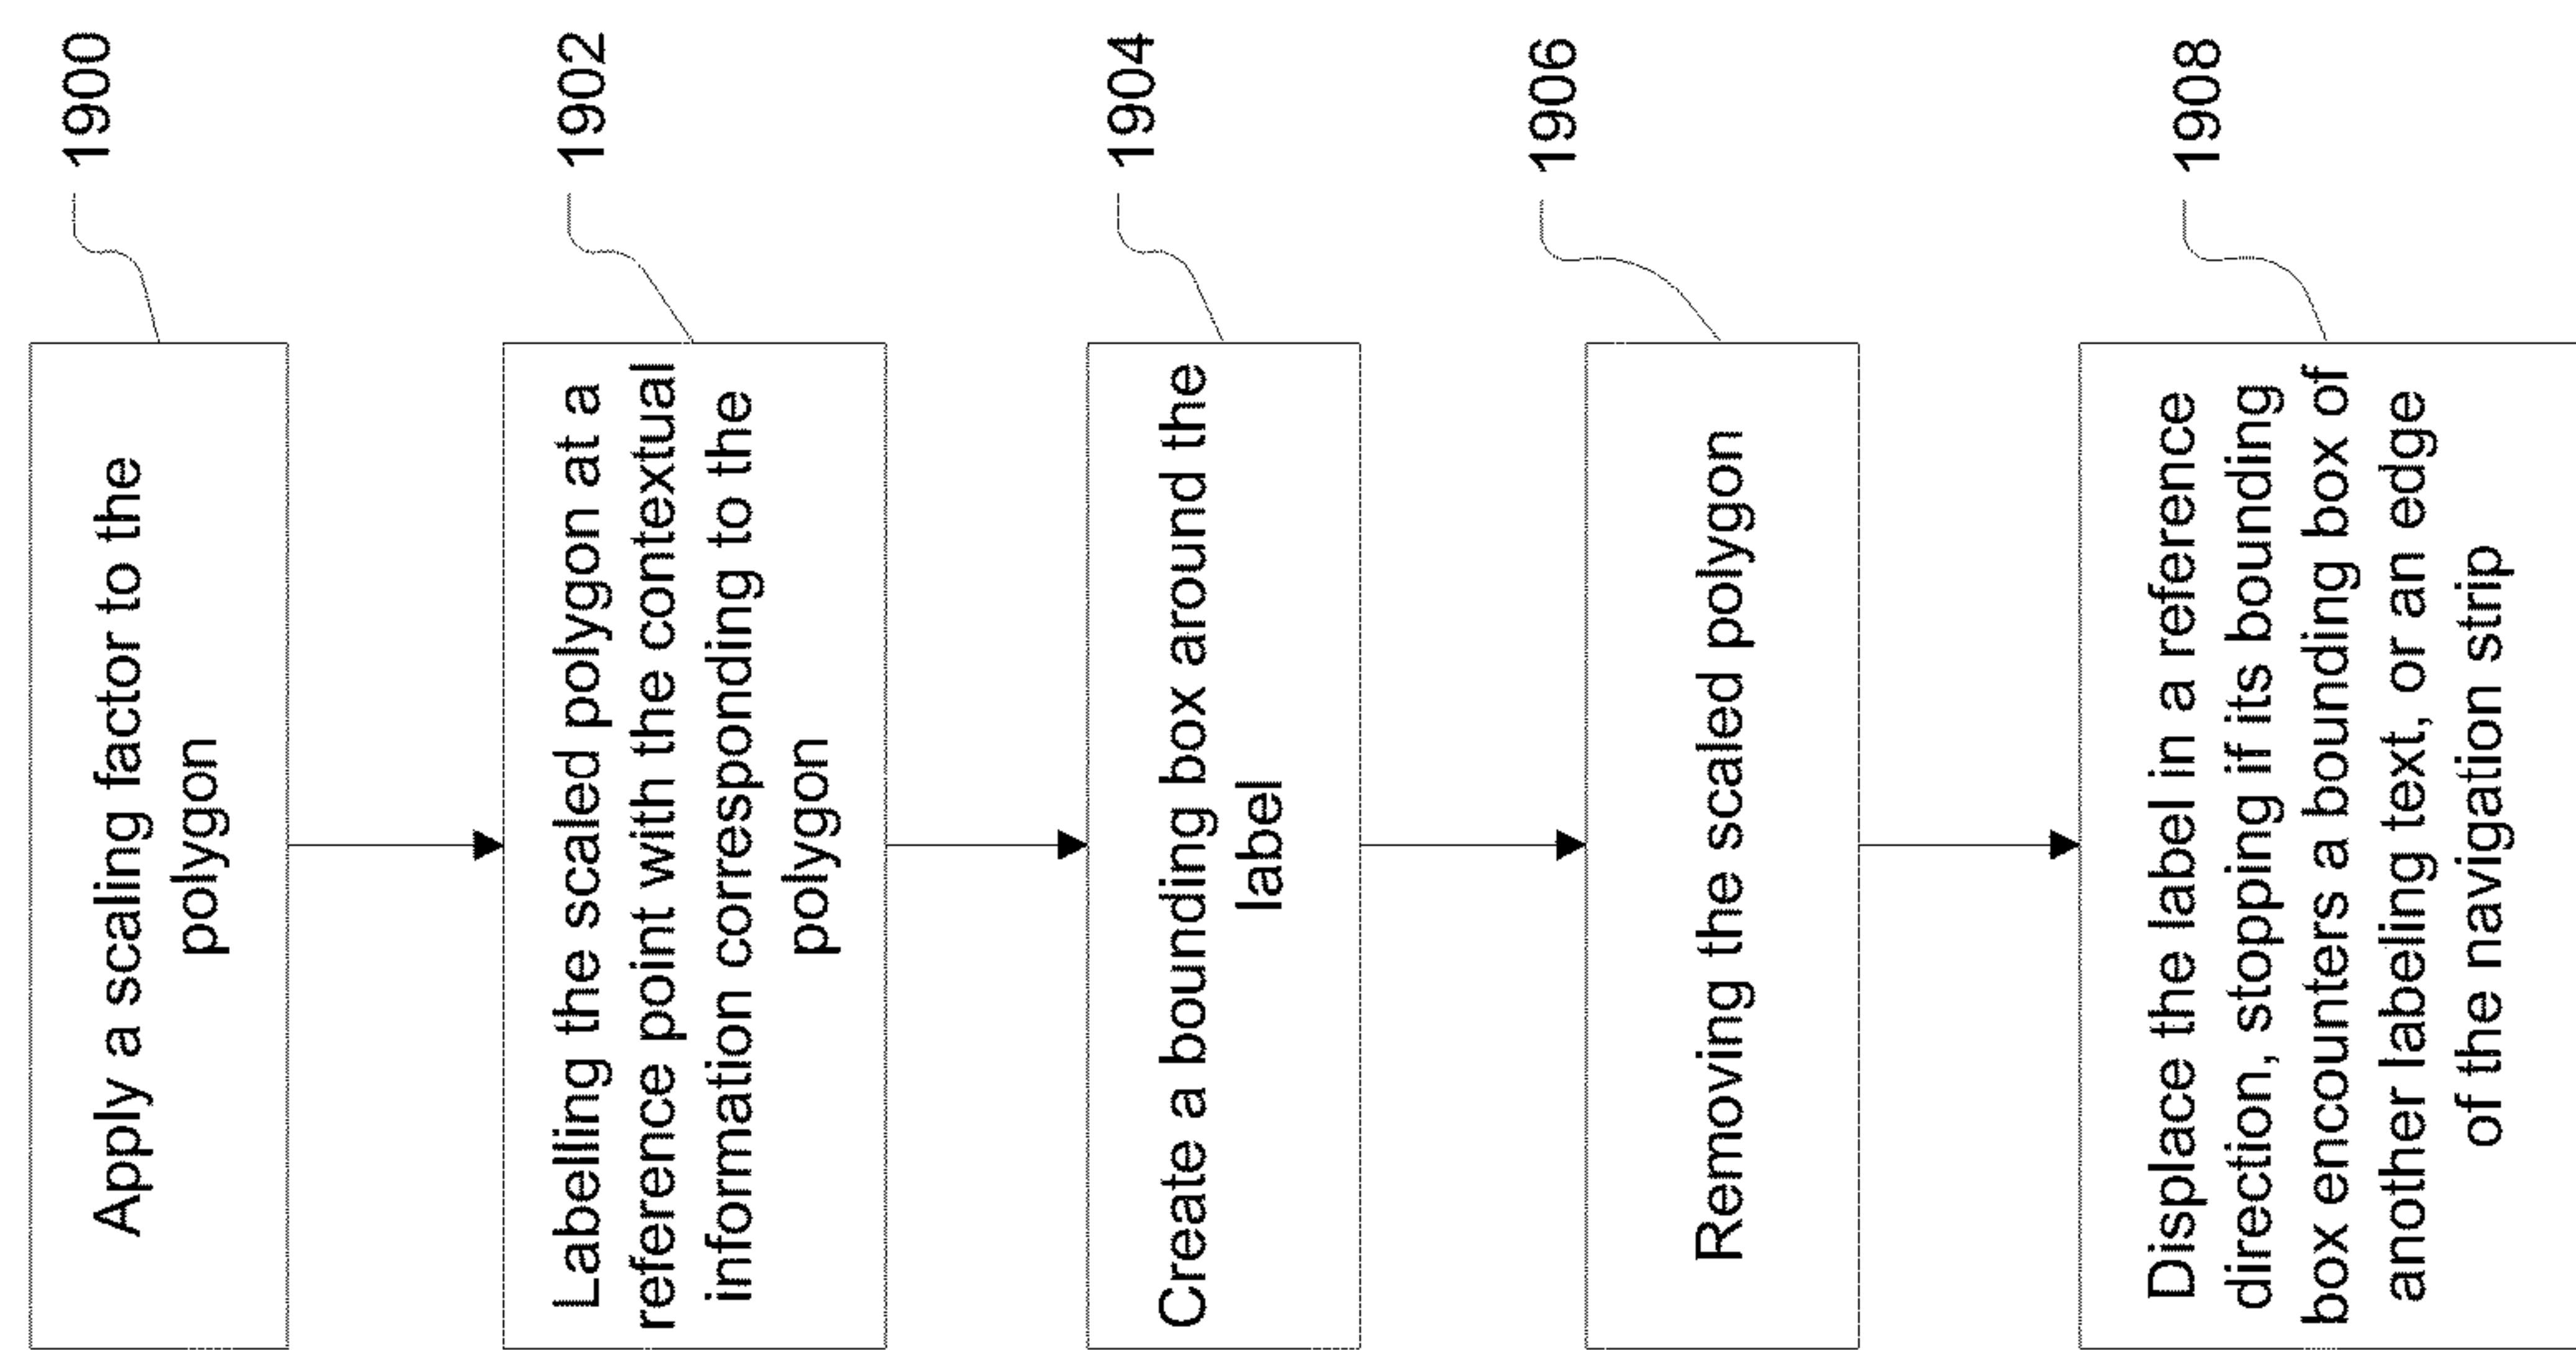 Apply a scaling factor to the
polygon
1900
Labelling the scaled polygon at a
reference point with the contextual
information corresponding to the
polygon
1902
Create a bounding box around the
label
1904
Removing the scaled polygon
1906
Displace the label in a reference
direction, stopping if its bounding
box encounters a bounding box of
another labeling text, or an edge
of the navigation strip
1908